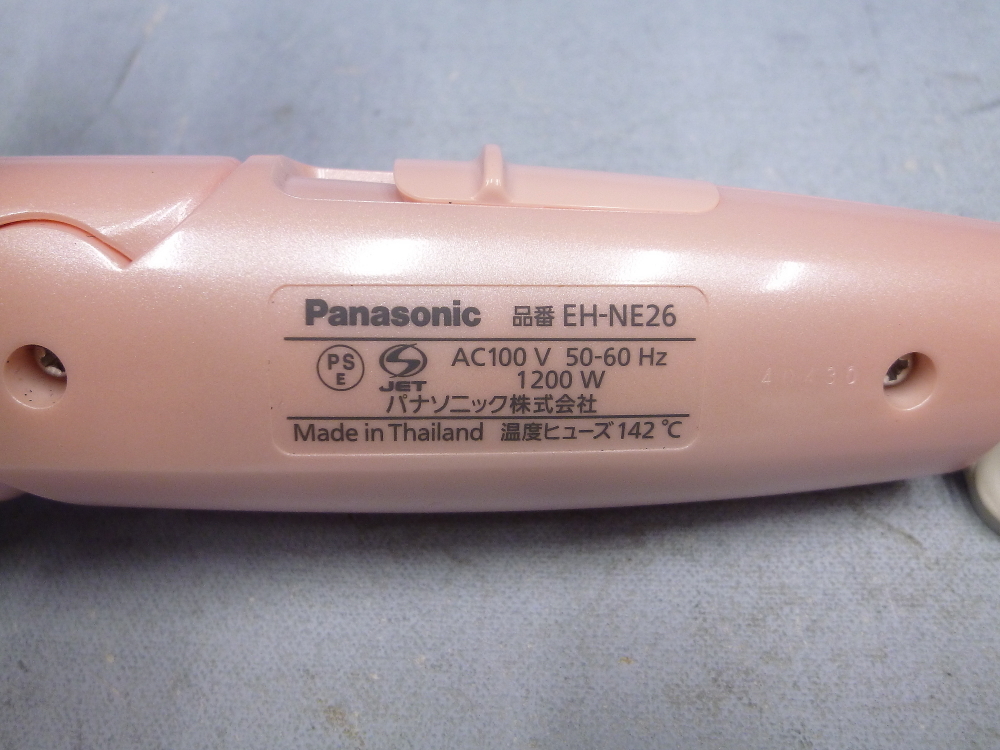 Panasonic 品番 EH-NE26
PS E JET AC100 V 50-60 Hz
1200 W
パナソニック株式会社
Made in Thailand 温度ヒューズ 142 ℃